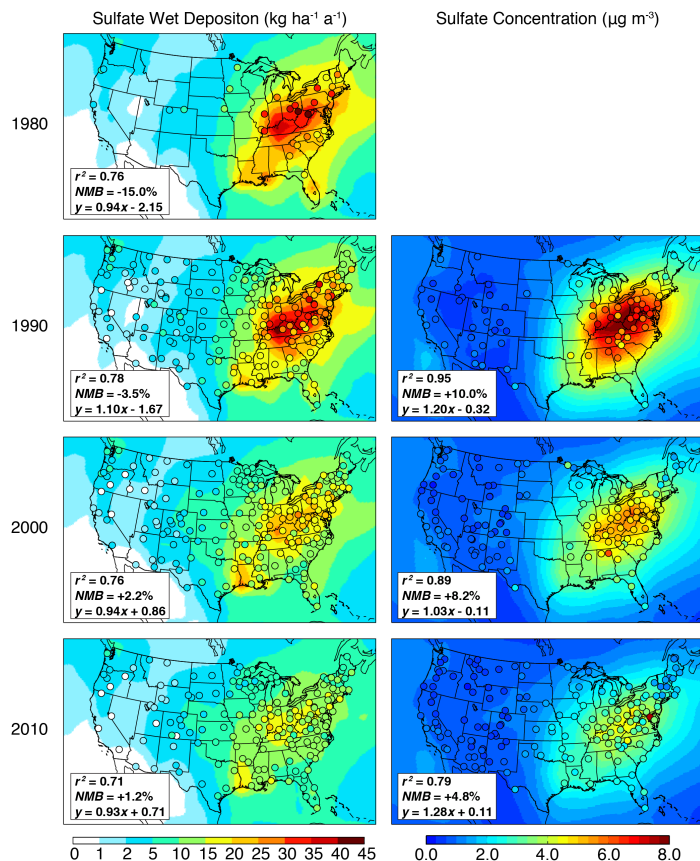 Sulfate Wet Depositon (kg ha⁻¹ a⁻¹)
Sulfate Concentration (µg m⁻³)
1980
r² = 0.76
NMB = -15.0%
y = 0.94x - 2.15
1990
r² = 0.78
NMB = -3.5%
y = 1.10x - 1.67
r² = 0.95
NMB = +10.0%
y = 1.20x - 0.32
2000
r² = 0.76
NMB = +2.2%
y = 0.94x + 0.86
r² = 0.89
NMB = +8.2%
y = 1.03x - 0.11
2010
r² = 0.71
NMB = +1.2%
y = 0.93x + 0.71
r² = 0.79
NMB = +4.8%
y = 1.28x + 0.11
0 1 2 5 10 15 20 25 30 35 40 45
0.0 2.0 4.0 6.0 8.0